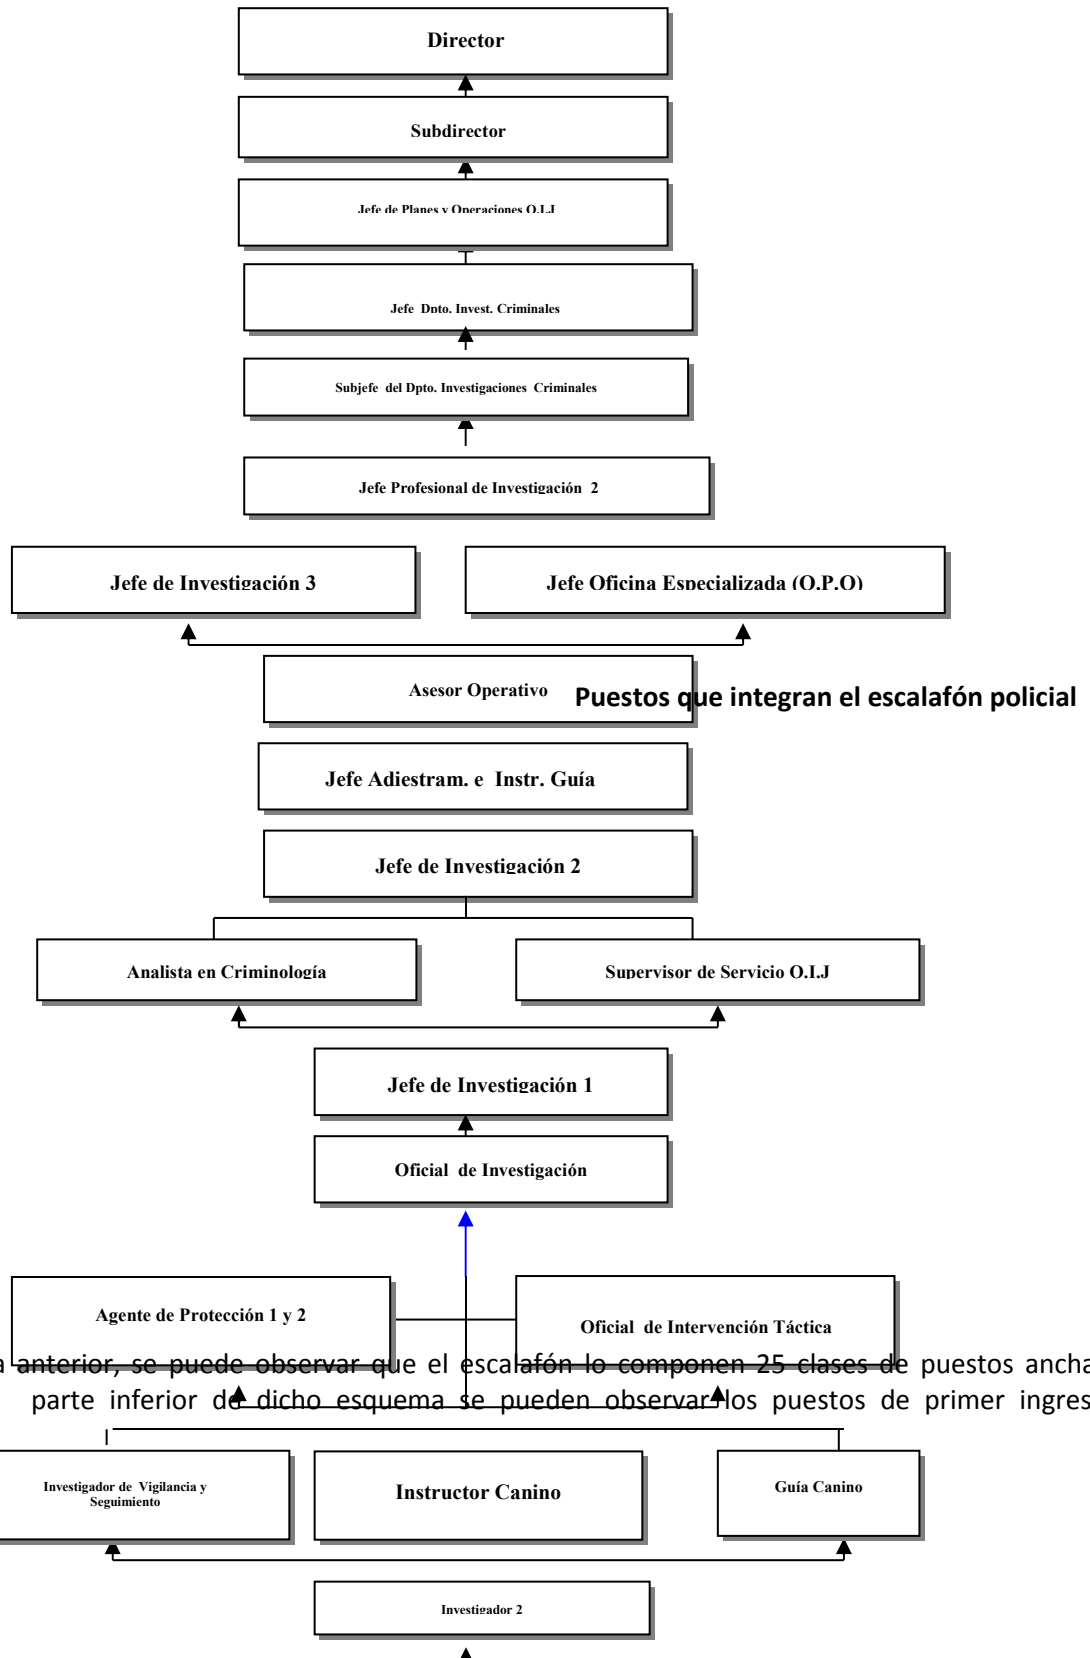 Director
Subdirector
Jefe de Planes y Operaciones O.I.J
Jefe Dpto. Invest. Criminales
Subjefe del Dpto. Investigaciones Criminales
Jefe Profesional de Investigación 2
Jefe de Investigación 3
Jefe Oficina Especializada (O.P.O)
Asesor Operativo
Puestos que integran el escalafón policial
Jefe Adiestram. e Instr. Guía
Jefe de Investigación 2
Analista en Criminología
Supervisor de Servicio O.I.J
Jefe de Investigación 1
Oficial de Investigación
Agente de Protección 1 y 2
Oficial de Intervención Táctica
a anterior, se puede observar que el escalafón lo componen 25 clases de puestos ancha
parte inferior de dicho esquema se pueden observar los puestos de primer ingres
Investigador de Vigilancia y
Seguimiento
Instructor Canino
Guía Canino
Investigador 2